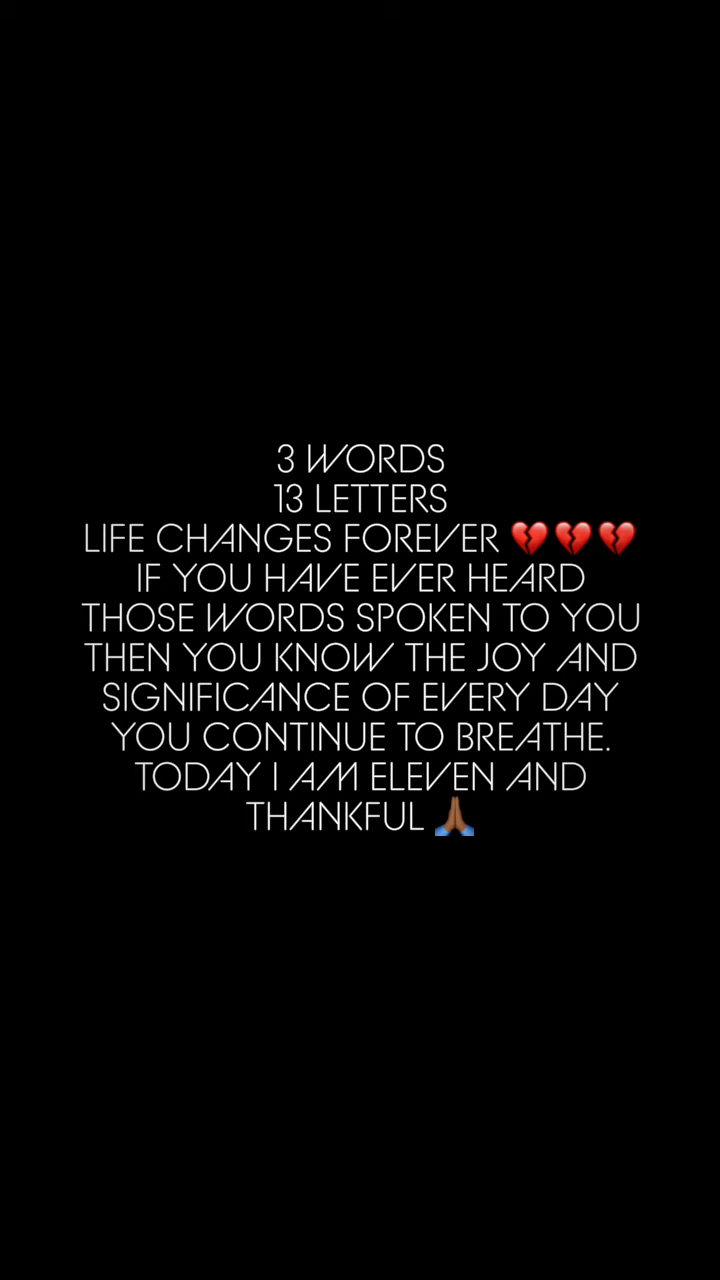 3 WORDS
13 LETTERS
LIFE CHANGES FOREVER 💔💔💔
IF YOU HAVE EVER HEARD
THOSE WORDS SPOKEN TO YOU
THEN YOU KNOW THE JOY AND
SIGNIFICANCE OF EVERY DAY
YOU CONTINUE TO BREATHE.
TODAY I AM ELEVEN AND
THANKFUL 🙏🏾